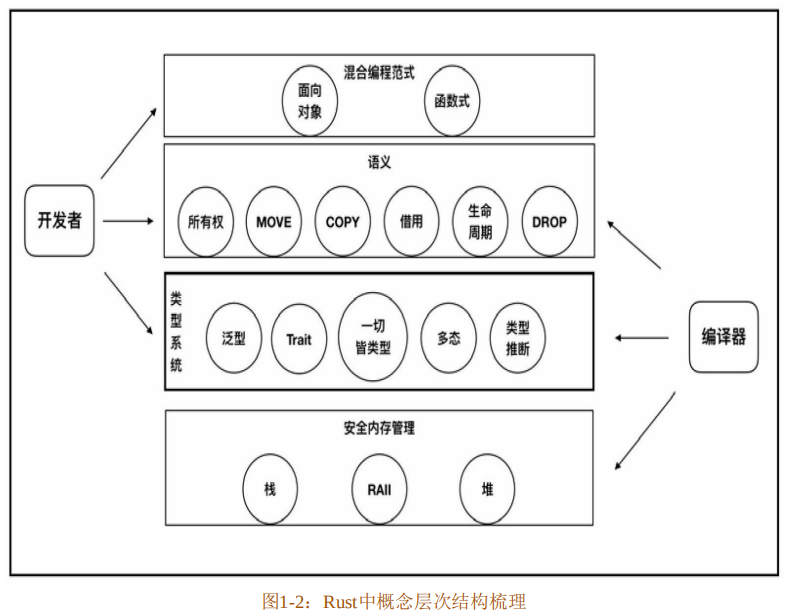 混合编程范式
面向
对象
函数式
语义
所有权
MOVE
COPY
借用
生命
周期
DROP
开发者
类
型
系
统
泛型
Trait
一切
皆类型
多态
类型
推断
编译器
安全内存管理
栈
RAII
堆
图1-2：Rust中概念层次结构梳理